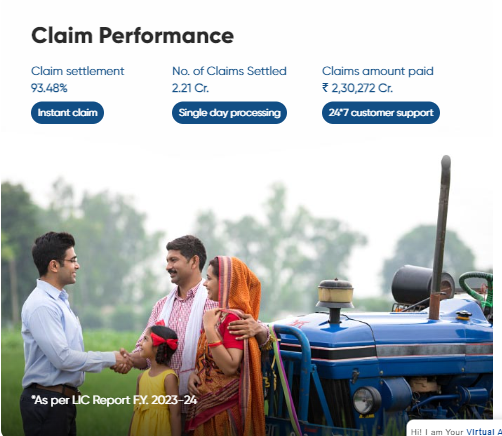 Claim Performance
Claim settlement No. of Claims Settled Claims amount paid
93.48% 2.21 Cr. ₹ 2,30,272 Cr.
Instant claim Single day processing 24*7 customer support
*As per LIC Report F.Y. 2023-24
Hi! I am Your Virtual A